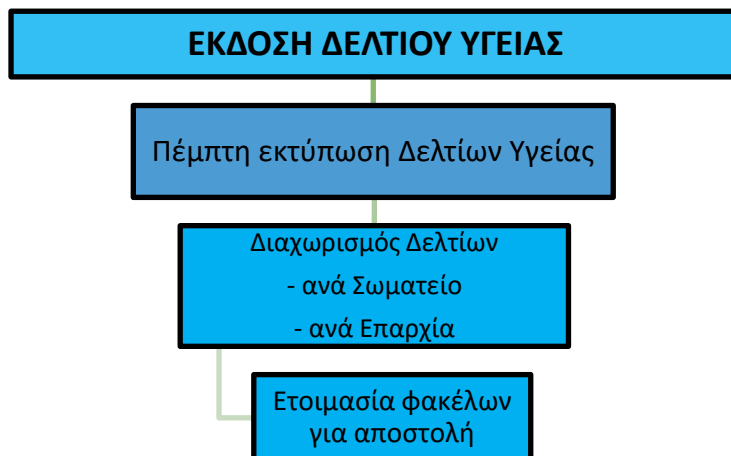 ΕΚΔΟΣΗ ΔΕΛΤΙΟΥ ΥΓΕΙΑΣ
Πέμπτη εκτύπωση Δελτίων Υγείας
Διαχωρισμός Δελτίων
- ανά Σωματείο
- ανά Επαρχία
Ετοιμασία φακέλων
για αποστολή